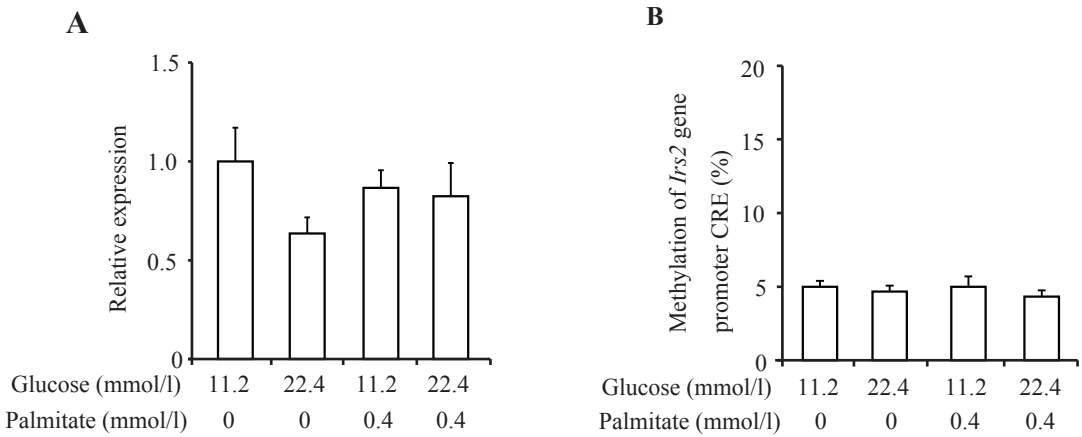 A
Relative expression
1.5
1.0
0.5
0
Glucose (mmol/l) 11.2 22.4 11.2 22.4
Palmitate (mmol/l) 0 0 0.4 0.4
B
Methylation of Irs2 gene
promoter CRE (%)
20
15
10
5
0
Glucose (mmol/l) 11.2 22.4 11.2 22.4
Palmitate (mmol/l) 0 0 0.4 0.4